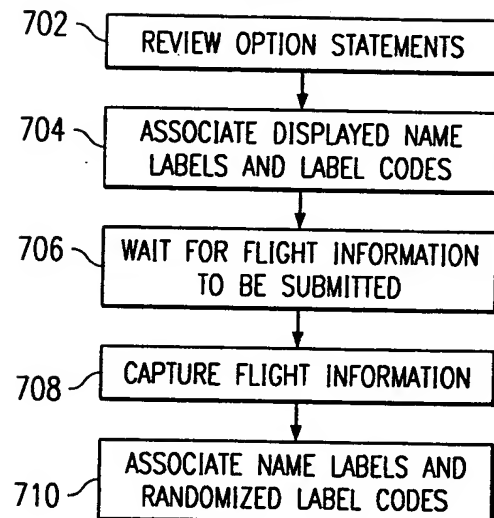 702
REVIEW OPTION STATEMENTS
704
ASSOCIATE DISPLAYED NAME
LABELS AND LABEL CODES
706
WAIT FOR FLIGHT INFORMATION
TO BE SUBMITTED
708
CAPTURE FLIGHT INFORMATION
710
ASSOCIATE NAME LABELS AND
RANDOMIZED LABEL CODES